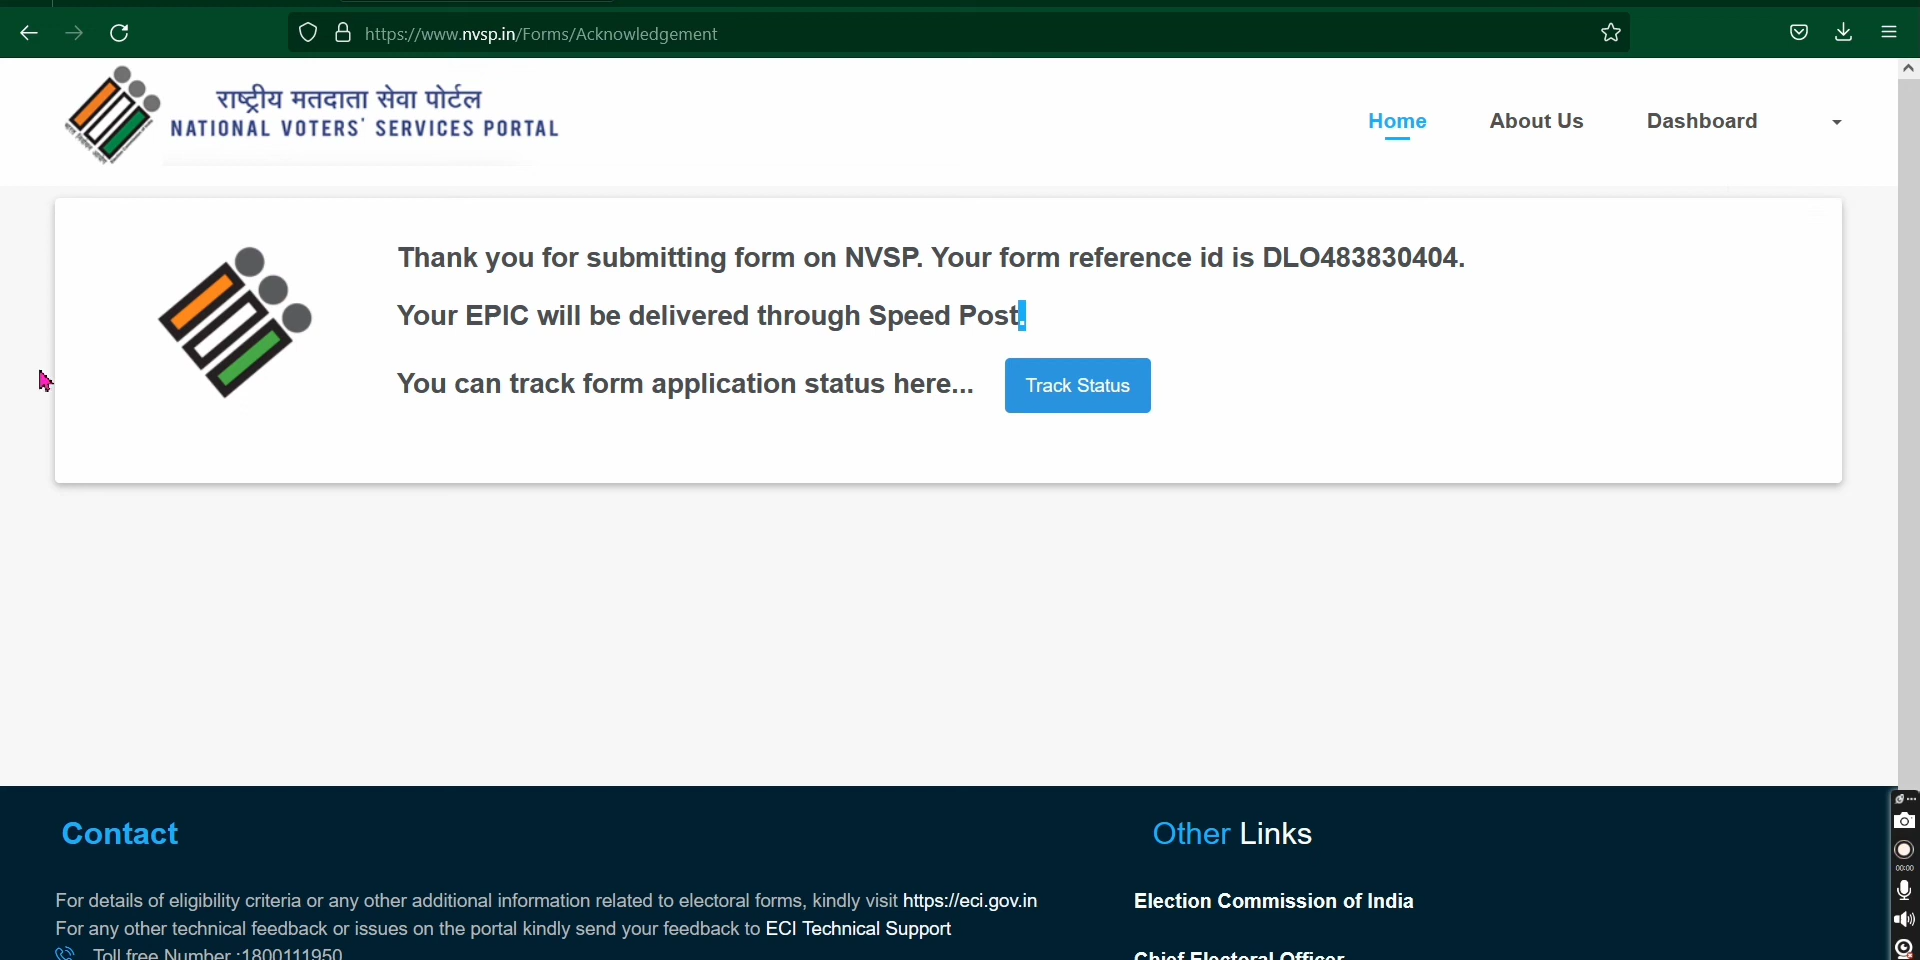 https://www.nvsp.in/Forms/Acknowledgement
राष्ट्रीय मतदाता सेवा पोर्टल
NATIONAL VOTERS' SERVICES PORTAL
Home
About Us
Dashboard
Thank you for submitting form on NVSP. Your form reference id is DLO483830404.
Your EPIC will be delivered through Speed Post.
You can track form application status here...
Track Status
Contact
Other Links
For details of eligibility criteria or any other additional information related to electoral forms, kindly visit https://eci.gov.in
Election Commission of India
For any other technical feedback or issues on the portal kindly send your feedback to ECI Technical Support
Toll free Number :1800111950
Chief Electoral Officer
00:00